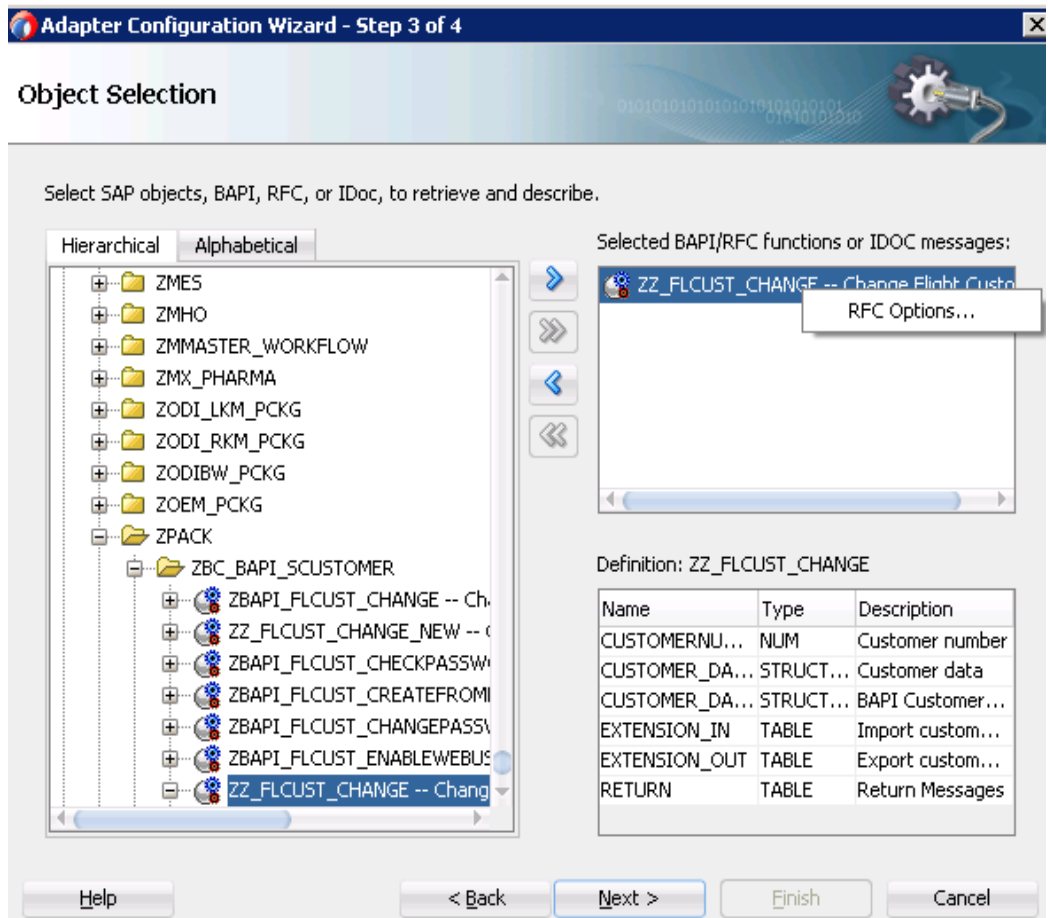 Adapter Configuration Wizard - Step 3 of 4
Object Selection
Select SAP objects, BAPI, RFC, or IDoc, to retrieve and describe.
Hierarchical Alphabetical
ZMES
ZMHO
ZMMASTER_WORKFLOW
ZMX_PHARMA
ZODI_LKM_PCKG
ZODI_RKM_PCKG
ZODIBW_PCKG
ZOEM_PCKG
ZPACK
ZBC_BAPI_SCUSTOMER
ZBAPI_FLCUST_CHANGE -- Ch
ZZ_FLCUST_CHANGE_NEW --
ZBAPI_FLCUST_CHECKPASSW
ZBAPI_FLCUST_CREATEFROM
ZBAPI_FLCUST_CHANGEPASS
ZBAPI_FLCUST_ENABLEWEBUS
ZZ_FLCUST_CHANGE -- Chang
Selected BAPI/RFC functions or IDOC messages:
ZZ_FLCUST_CHANGE -- Change Flight Custo
RFC Options...
Definition: ZZ_FLCUST_CHANGE
Name Type Description
CUSTOMERNU... NUM Customer number
CUSTOMER_DA... STRUCT... Customer data
CUSTOMER_DA... STRUCT... BAPI Customer...
EXTENSION_IN TABLE Import custom...
EXTENSION_OUT TABLE Export custom...
RETURN TABLE Return Messages
Help < Back Next > Finish Cancel